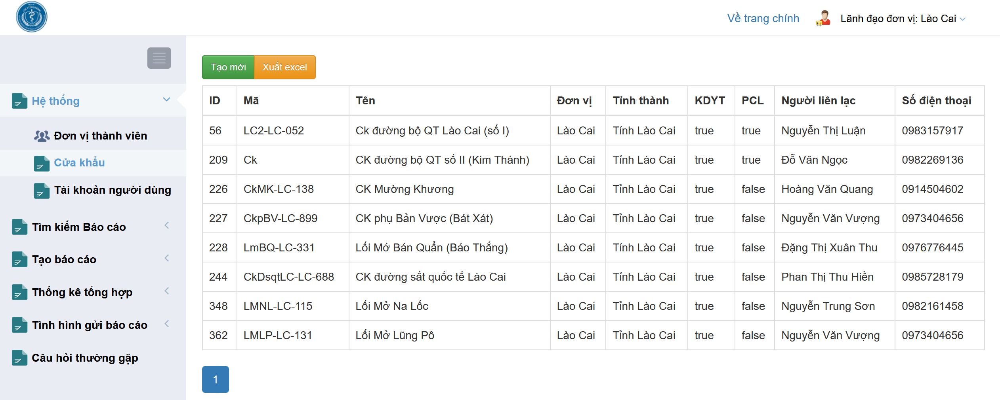 Về trang chính Lãnh đạo đơn vị: Lào Cai
Hệ thống
Đơn vị thành viên
Cửa khẩu
Tài khoản người dùng
Tìm kiếm Báo cáo
Tạo báo cáo
Thống kê tổng hợp
Tình hình gửi báo cáo
Câu hỏi thường gặp
Tạo mới Xuất excel
ID Mã Tên Đơn vị Tỉnh thành KDYT PCL Người liên lạc Số điện thoại
56 LC2-LC-052 Ck đường bộ QT Lào Cai (số I) Lào Cai Tỉnh Lào Cai true true Nguyễn Thị Luận 0983157917
209 Ck CK đường bộ QT số II (Kim Thành) Lào Cai Tỉnh Lào Cai true true Đỗ Văn Ngọc 0982269136
226 CkMK-LC-138 CK Mường Khương Lào Cai Tỉnh Lào Cai true false Hoàng Văn Quang 0914504602
227 CkpBV-LC-899 CK phụ Bản Vược (Bát Xát) Lào Cai Tỉnh Lào Cai true false Nguyễn Văn Vượng 0973404656
228 LmBQ-LC-331 Lối Mở Bản Quẩn (Bảo Thắng) Lào Cai Tỉnh Lào Cai true false Đặng Thị Xuân Thu 0976776445
244 CkDsqtLC-LC-688 CK đường sắt quốc tế Lào Cai Lào Cai Tỉnh Lào Cai true false Phan Thị Thu Hiền 0985728179
348 LMNL-LC-115 Lối Mở Na Lốc Lào Cai Tỉnh Lào Cai true false Nguyễn Trung Sơn 0982161458
362 LMLP-LC-131 Lối Mở Lũng Pô Lào Cai Tỉnh Lào Cai true false Nguyễn Văn Vượng 0973404656
1